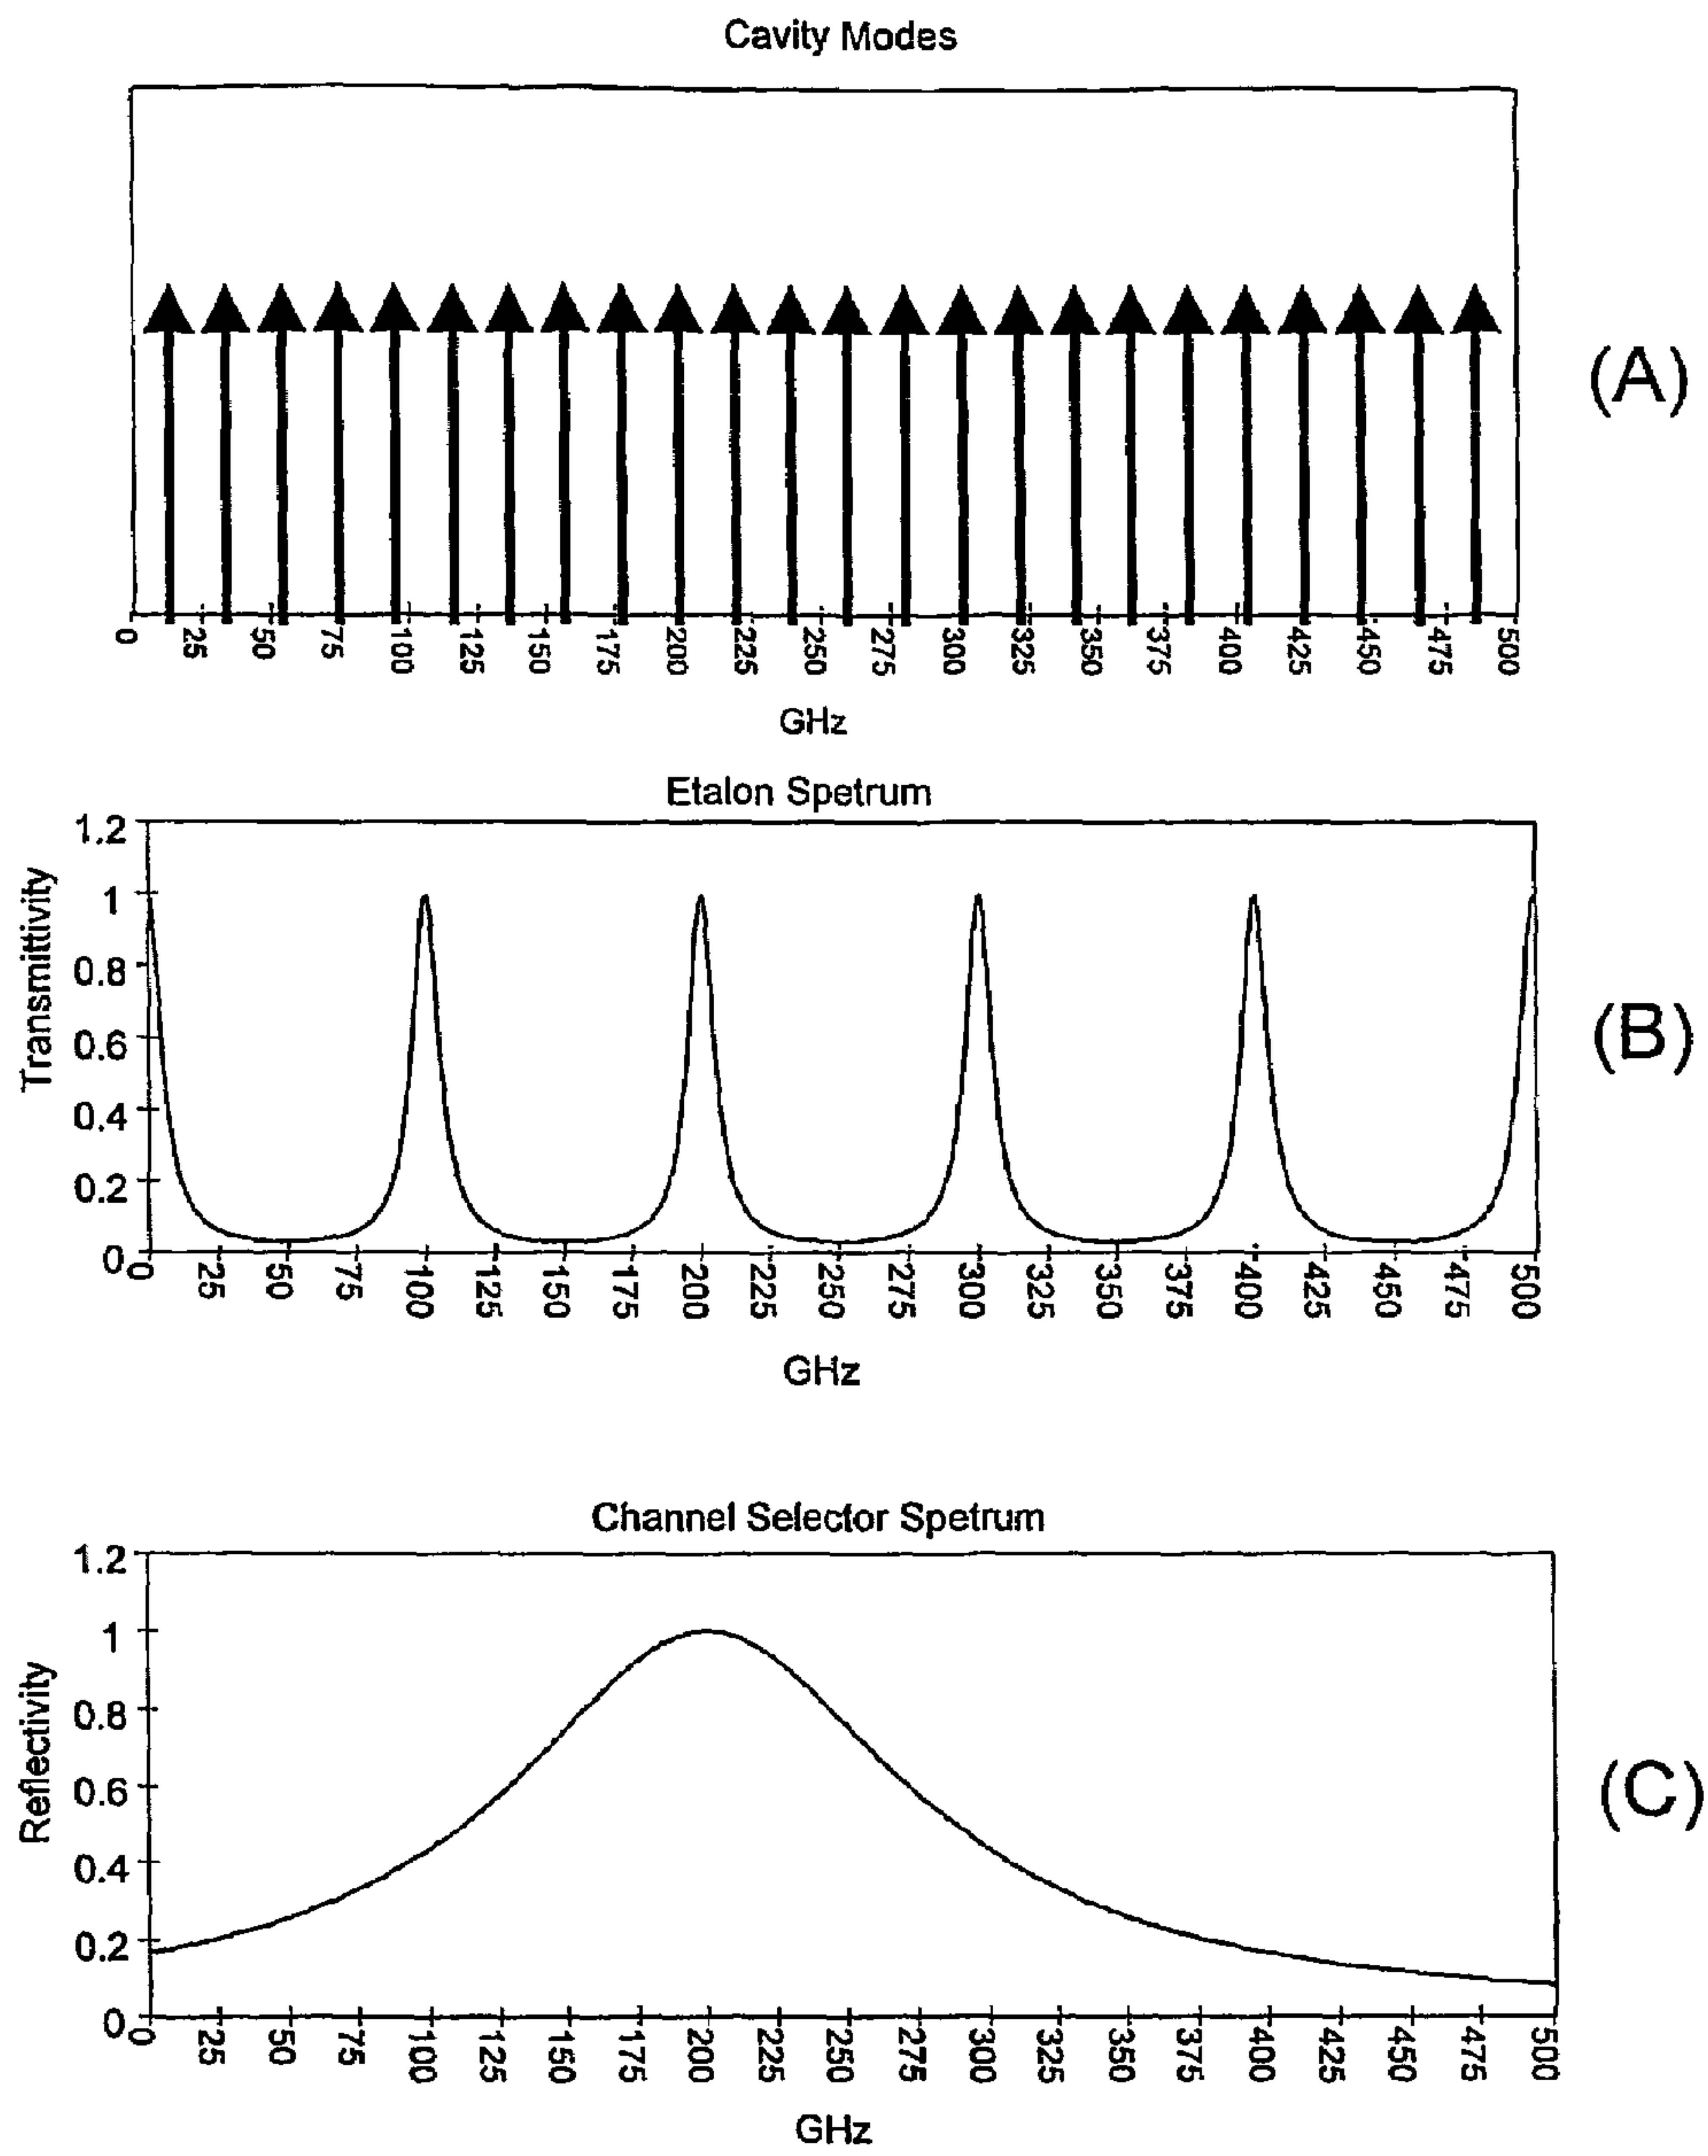 Cavity Modes
(A)
0 25 50 75 100 125 150 175 200 225 250 275 300 325 350 375 400 425 450 475 500
GHz
Etalon Spetrum
1.2
1
0.8
0.6
0.4
0.2
0
Transmittivity
(B)
0 25 50 75 100 125 150 175 200 225 250 275 300 325 350 375 400 425 450 475 500
GHz
Channel Selector Spetrum
1.2
1
0.8
0.6
0.4
0.2
0
Reflectivity
(C)
0 25 50 75 100 125 150 175 200 225 250 275 300 325 350 375 400 425 450 475 500
GHz